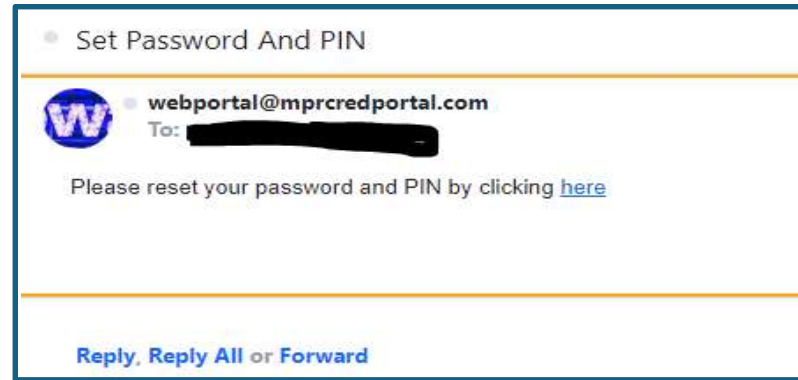 Set Password And PIN
W
webportal@mprcredportal.com
To:
Please reset your password and PIN by clicking here
Reply, Reply All or Forward